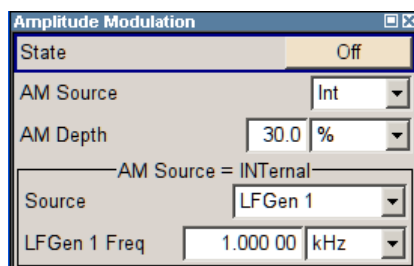 Amplitude Modulation
State Off
AM Source Int
AM Depth 30.0 %
AM Source = INTernal
Source LFGen 1
LFGen 1 Freq 1.000 00 kHz